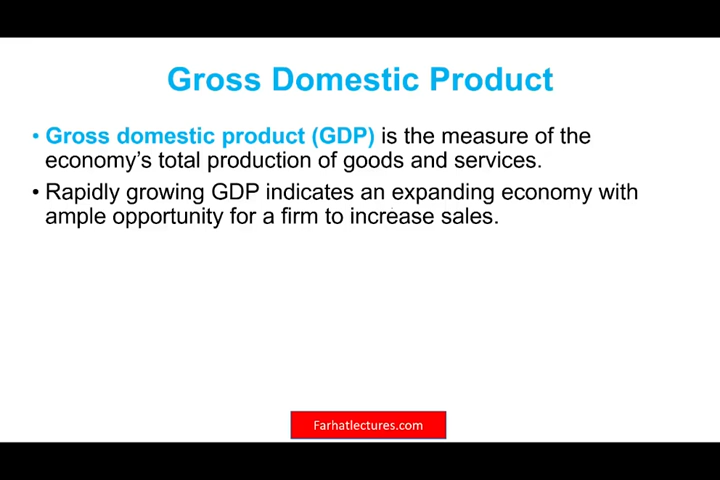 Gross Domestic Product
• Gross domestic product (GDP) is the measure of the
economy's total production of goods and services.
• Rapidly growing GDP indicates an expanding economy with
ample opportunity for a firm to increase sales.
Farhatlectures.com